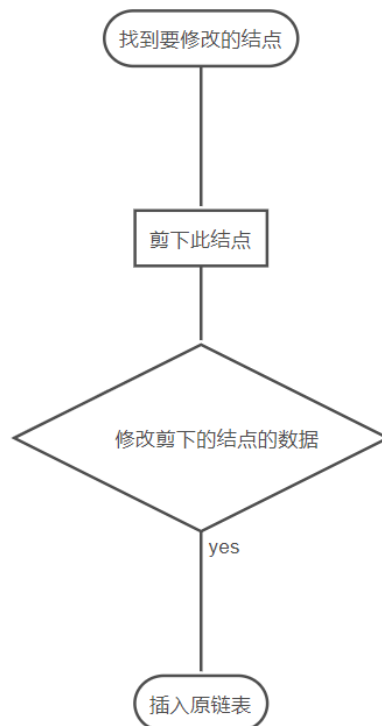 找到要修改的结点
剪下此结点
修改剪下的结点的数据
yes
插入原链表